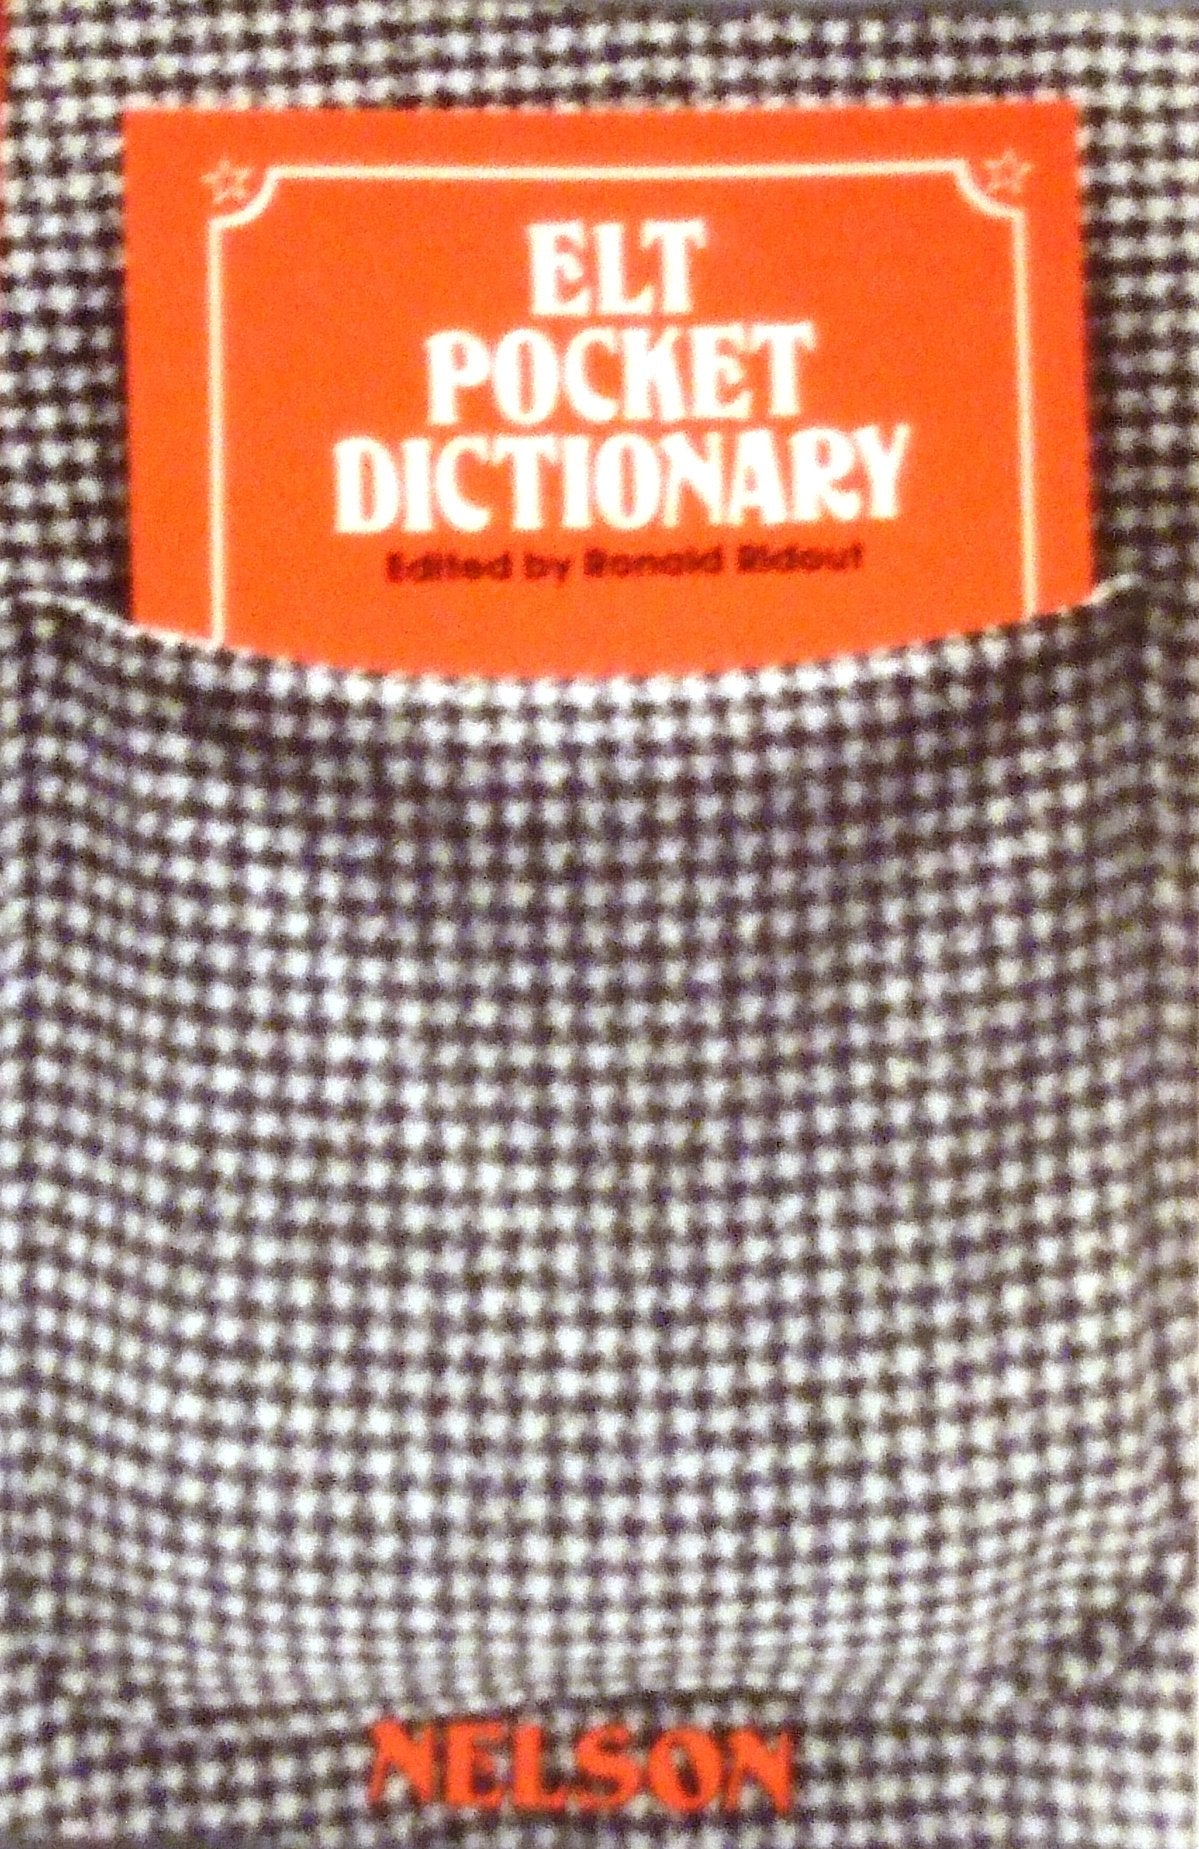 ELT
POCKET
DICTIONARY
Edited by Ronald Ridout
NELSON